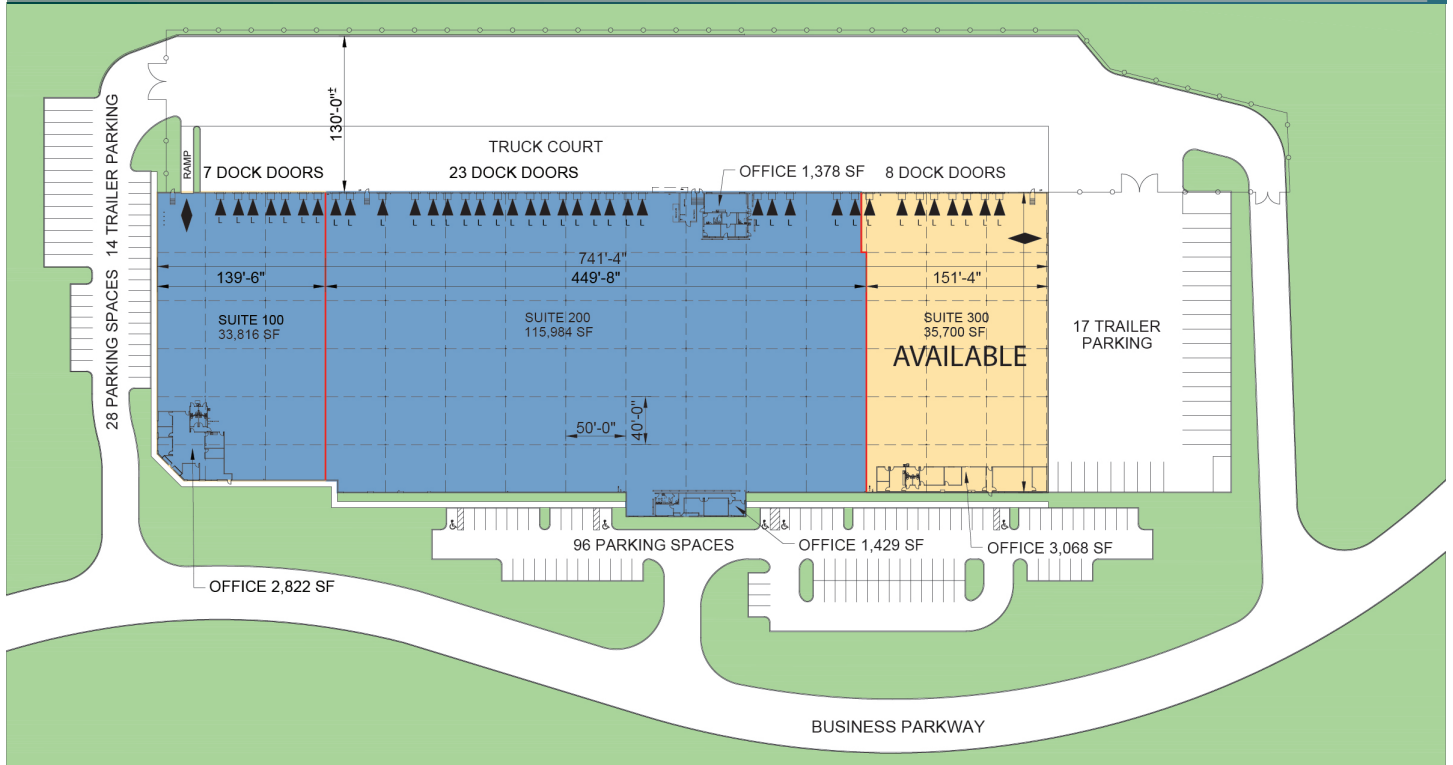 130'-0"±
14 TRAILER PARKING
28 PARKING SPACES
RAMP
TRUCK COURT
7 DOCK DOORS
23 DOCK DOORS
OFFICE 1,378 SF
8 DOCK DOORS
L L L L L L L L L L L L L L L L L L L L L L L L L L L L L L L L L L L L L
741'-4"
139'-6"
449'-8"
151'-4"
SUITE 100
33,816 SF
SUITE 200
115,984 SF
SUITE 300
35,700 SF
AVAILABLE
17 TRAILER
PARKING
50'-0"
40'-0"
96 PARKING SPACES
OFFICE 1,429 SF
OFFICE 3,068 SF
OFFICE 2,822 SF
BUSINESS PARKWAY